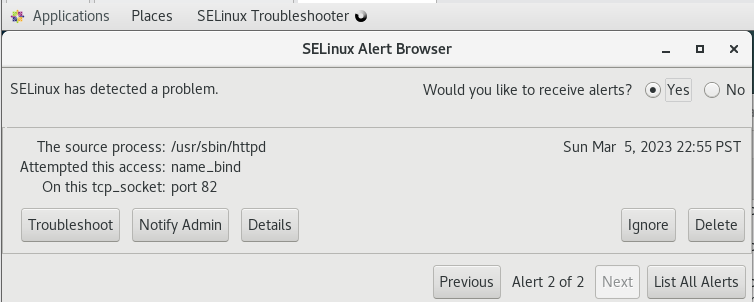 Applications Places SELinux Troubleshooter
SELinux Alert Browser
SELinux has detected a problem. Would you like to receive alerts? Yes No
The source process: /usr/sbin/httpd Sun Mar 5, 2023 22:55 PST
Attempted this access: name_bind
On this tcp_socket: port 82
Troubleshoot Notify Admin Details Ignore Delete
Previous Alert 2 of 2 Next List All Alerts